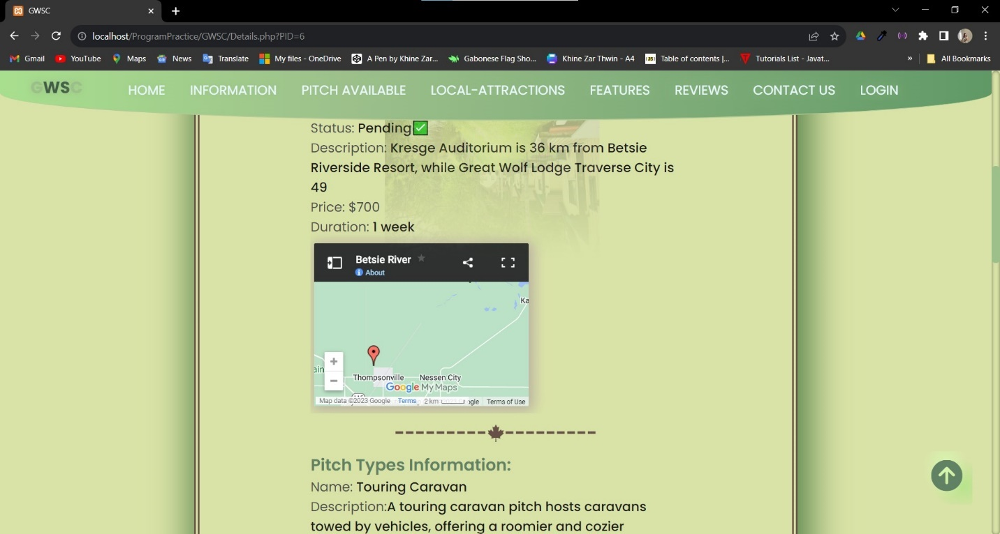 GWSC
localhost/ProgramPractice/GWSC/Details.php?PID=6
Gmail YouTube Maps News Translate My files - OneDrive A Pen by Khine Zar... Gabonese Flag Sho... Khine Zar Thwin - A4 Table of contents |... Tutorials List - Javat... » All Bookmarks
GWSC HOME INFORMATION PITCH AVAILABLE LOCAL-ATTRACTIONS FEATURES REVIEWS CONTACT US LOGIN
Status: Pending✅
Description: Kresge Auditorium is 36 km from Betsie
Riverside Resort, while Great Wolf Lodge Traverse City is
49
Price: $700
Duration: 1 week
Betsie River
About
Ka
ain
Thompsonville Nessen City
Google My Maps
Map data ©2023 Google Terms 2 km ogle Terms of Use
Pitch Types Information:
Name: Touring Caravan
Description:A touring caravan pitch hosts caravans
towed by vehicles, offering a roomier and cozier